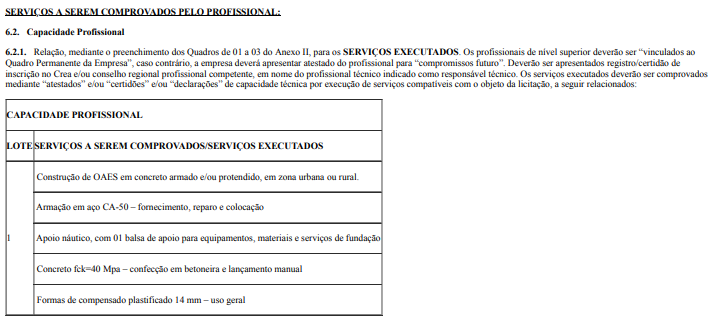 SERVIÇOS A SEREM COMPROVADOS PELO PROFISSIONAL:
6.2. Capacidade Profissional
6.2.1. Relação, mediante o preenchimento dos Quadros de 01 a 03 do Anexo II, para os SERVIÇOS EXECUTADOS. Os profissionais de nível superior deverão ser “vinculados ao
Quadro Permanente da Empresa”, caso contrário, a empresa deverá apresentar atestado do profissional para “compromissos futuro”. Deverão ser apresentados registro/certidão de
inscrição no Crea e/ou conselho regional profissional competente, em nome do profissional técnico indicado como responsável técnico. Os serviços executados deverão ser comprovados
mediante “atestados” e/ou “certidões” e/ou “declarações” de capacidade técnica por execução de serviços compatíveis com o objeto da licitação, a seguir relacionados:
CAPACIDADE PROFISSIONAL
LOTE SERVIÇOS A SEREM COMPROVADOS/SERVIÇOS EXECUTADOS
Construção de OAES em concreto armado e/ou protendido, em zona urbana ou rural.
Armação em aço CA-50 – fornecimento, reparo e colocação
1 Apoio náutico, com 01 balsa de apoio para equipamentos, materiais e serviços de fundação
Concreto fck=40 Mpa – confecção em betoneira e lançamento manual
Formas de compensado plastificado 14 mm – uso geral